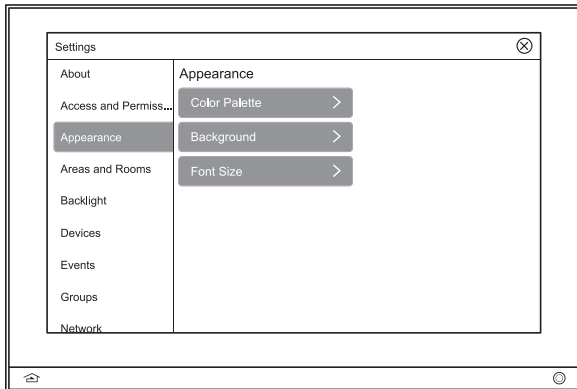 Settings
About
Appearance
Access and Permiss...
Color Palette
Appearance
Background
Areas and Rooms
Font Size
Backlight
Devices
Events
Groups
Network